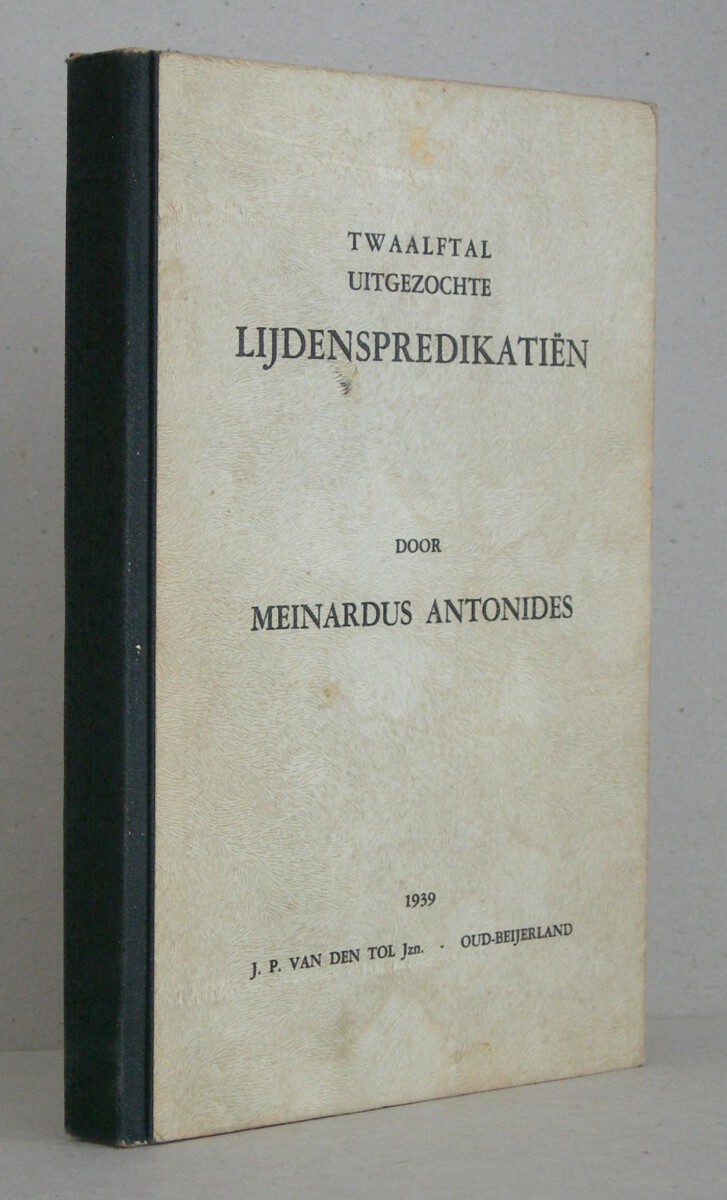 TWAALFTAL
UITGEZOCHTE
LIJDENSPREDIKATIËN
DOOR
MEINARDUS ANTONIDES
1939
J. P. VAN DEN TOL Jzn. · OUD-BEIJERLAND